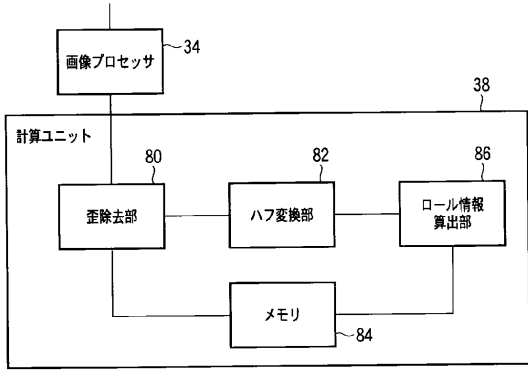 画像プロセッサ
34
38
計算ユニット
80
歪除去部
82
ハフ変換部
86
ロール情報
算出部
メモリ
84